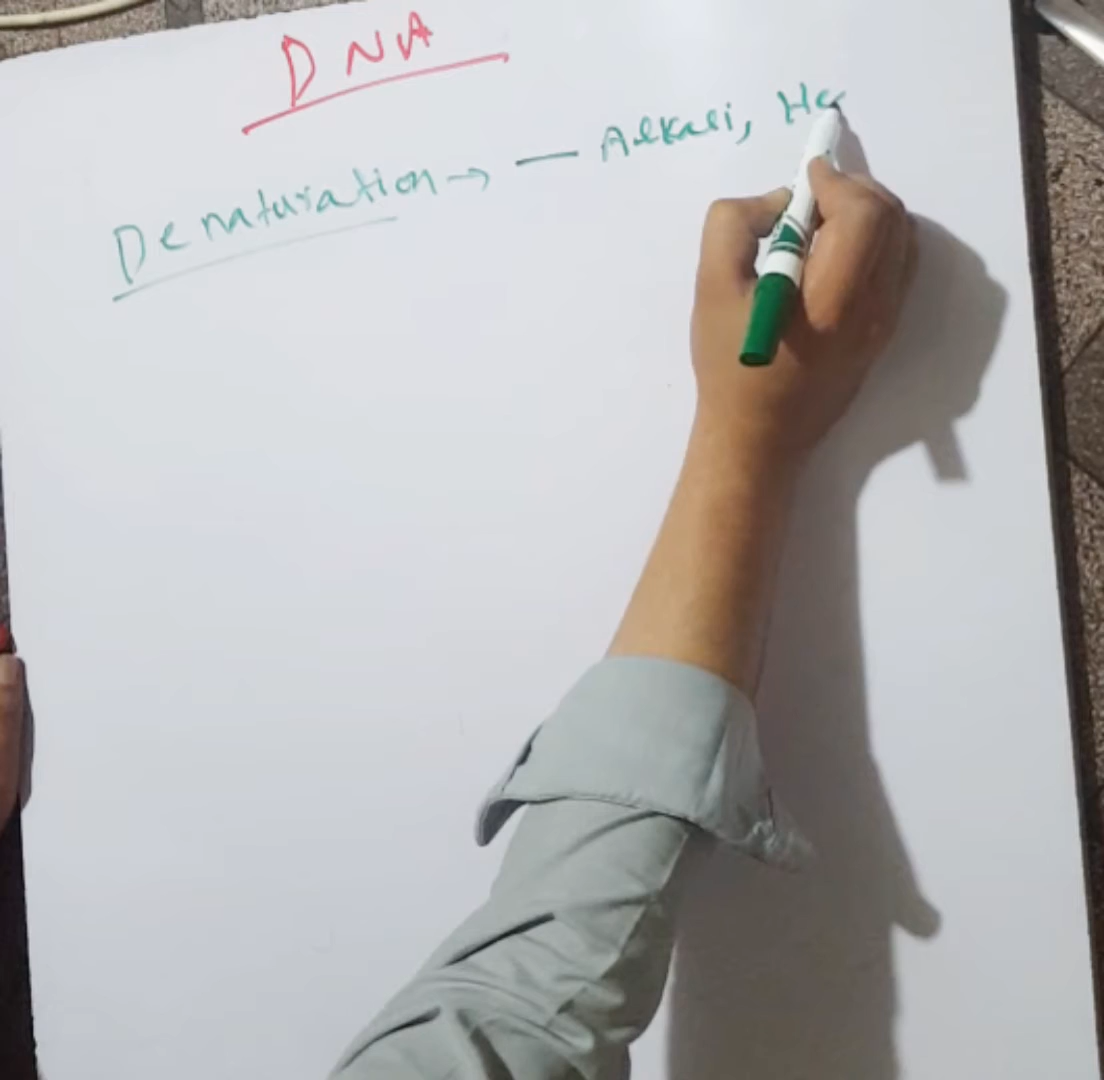 DNA
Denaturation → — Alkali, He